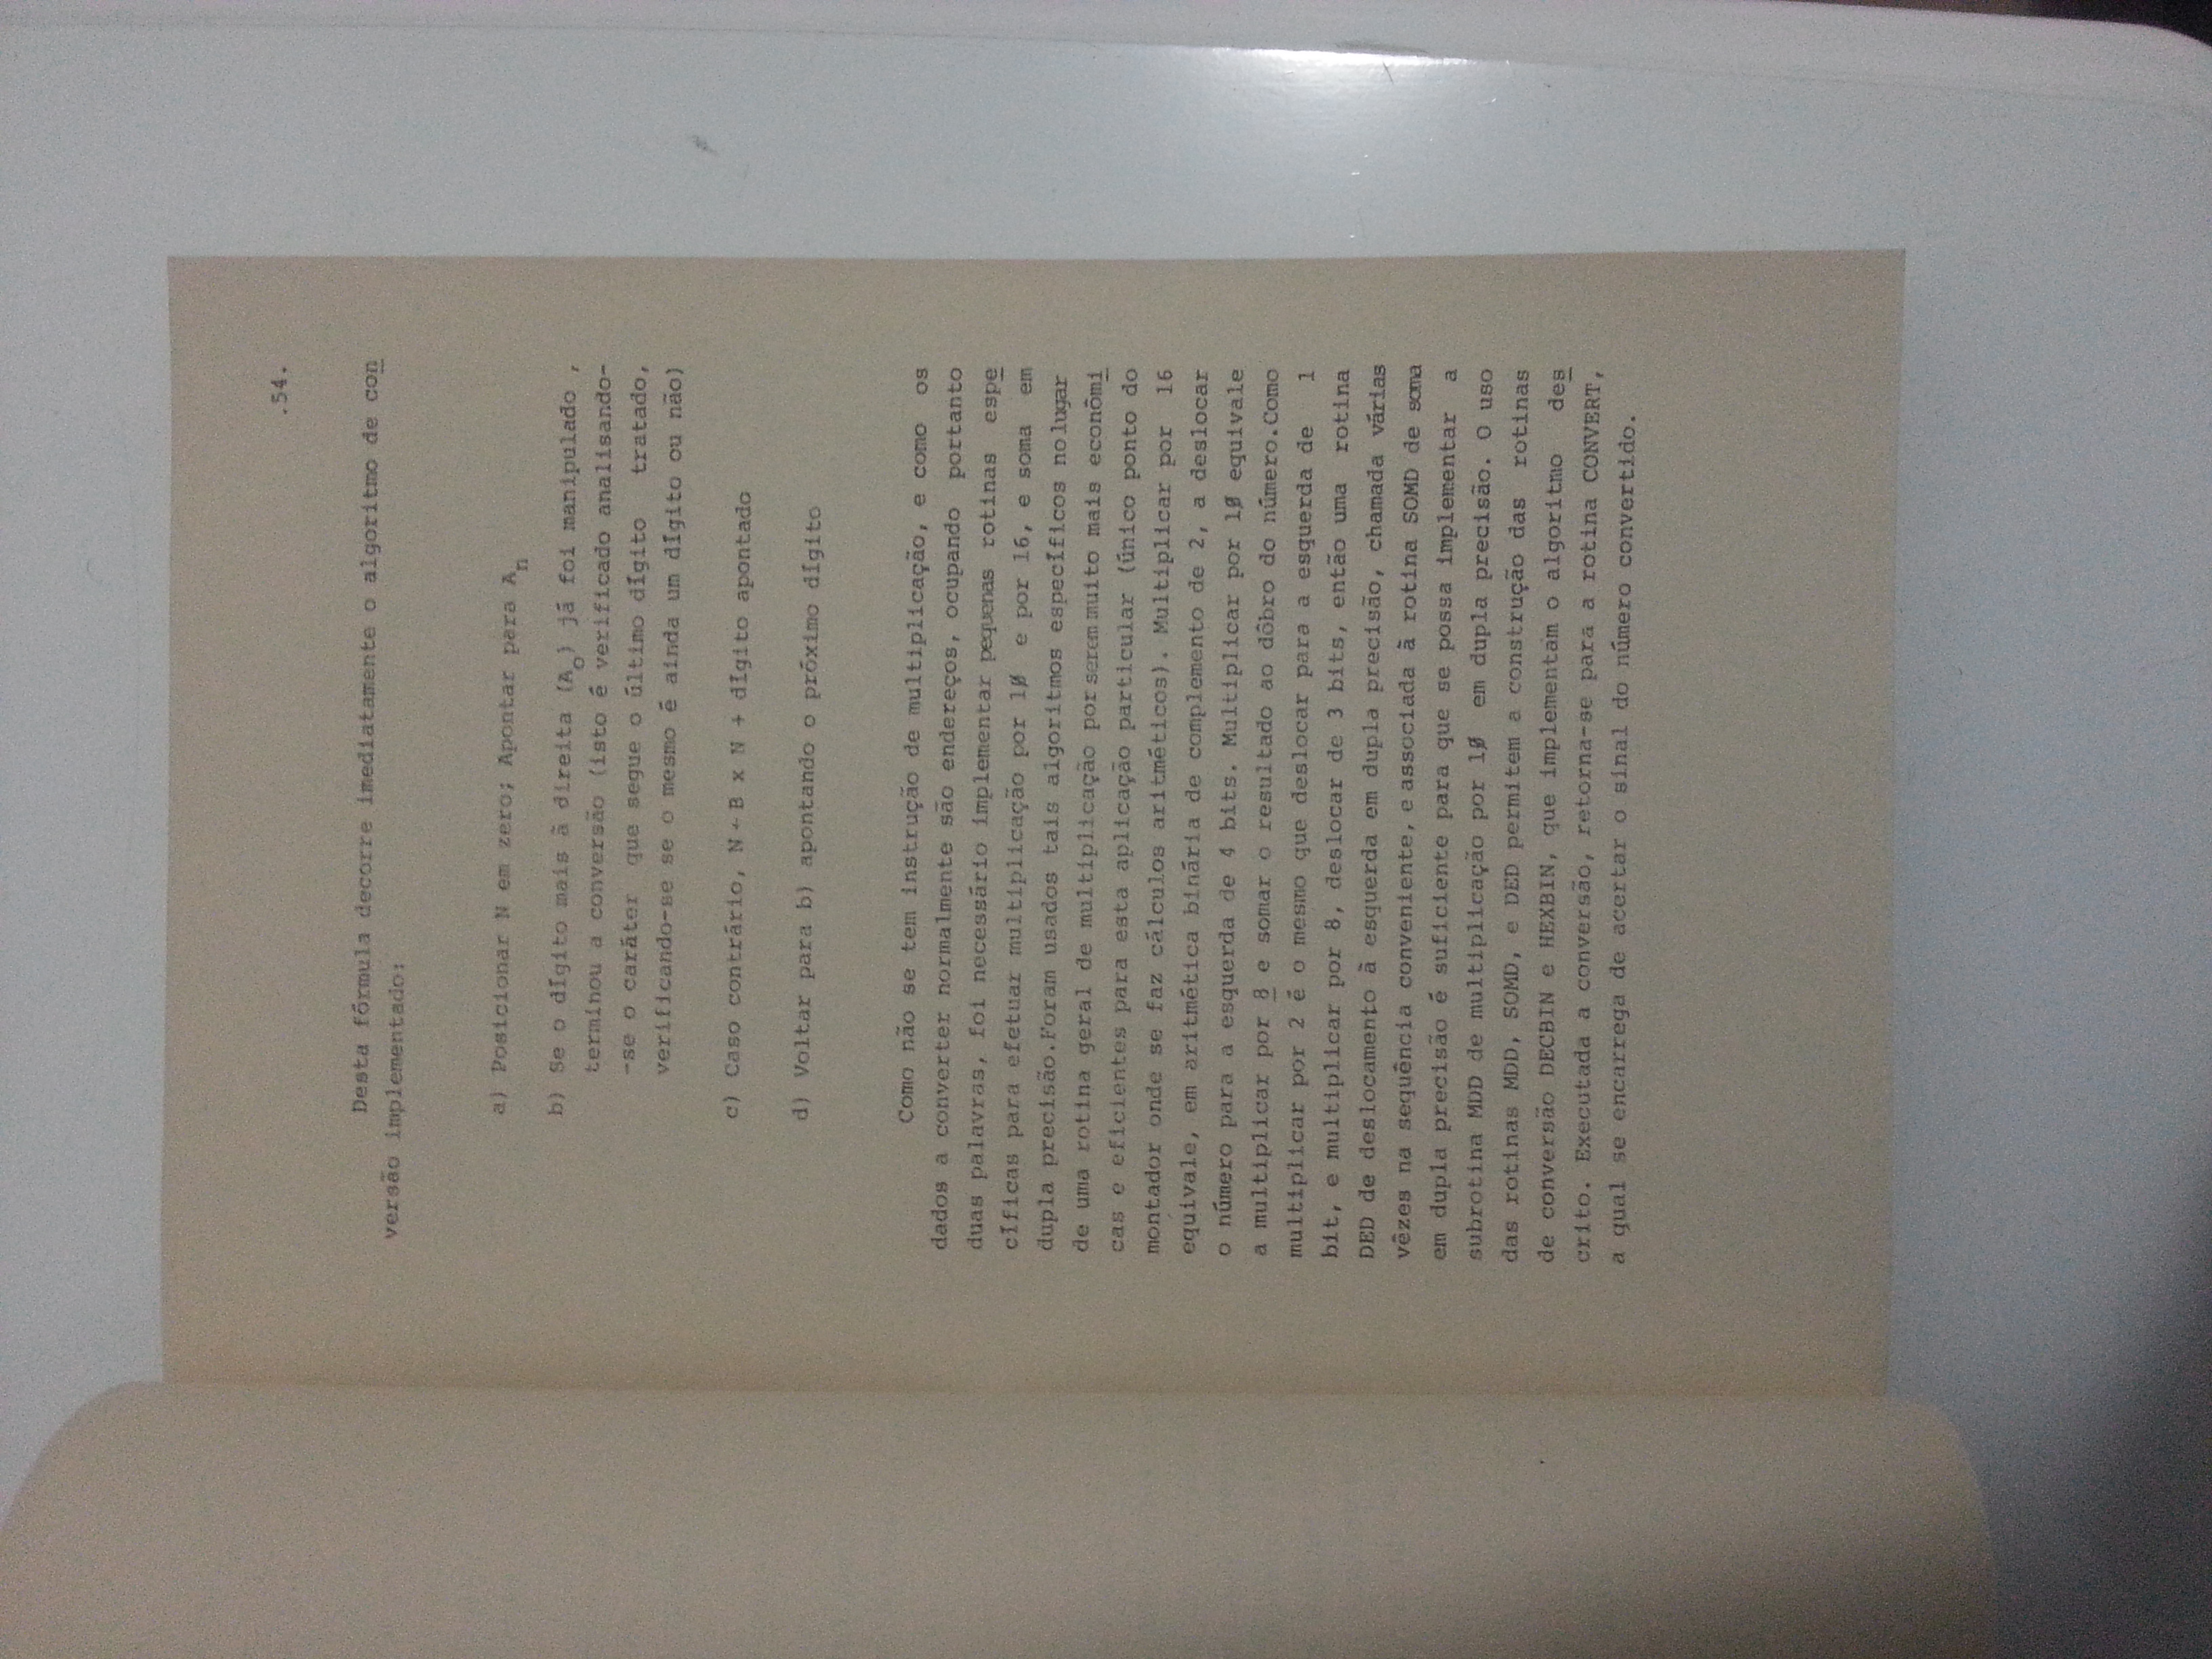 .54.
Desta fórmula decorre imediatamente o algoritmo de con
versão implementado:
a) Posicionar N em zero; Apontar para An
b) Se o dígito mais à direita (Ao) já foi manipulado ,
terminou a conversão (isto é verificado analisando-
-se o caráter que segue o último dígito tratado,
verificando-se se o mesmo é ainda um dígito ou não)
c) Caso contrário, N ← B x N + dígito apontado
d) Voltar para b) apontando o próximo dígito
Como não se tem instrução de multiplicação, e como os
dados a converter normalmente são endereços, ocupando portanto
duas palavras, foi necessário implementar pequenas rotinas espe
cíficas para efetuar multiplicação por 1Ø e por 16, e soma em
dupla precisão.Foram usados tais algoritmos específicos no lugar
de uma rotina geral de multiplicação por serem muito mais econômi
cas e eficientes para esta aplicação particular (único ponto do
montador onde se faz cálculos aritméticos). Multiplicar por 16
equivale, em aritmética binária de complemento de 2, a deslocar
o número para a esquerda de 4 bits. Multiplicar por 1Ø equivale
a multiplicar por 8 e somar o resultado ao dôbro do número.Como
multiplicar por 2 é o mesmo que deslocar para a esquerda de 1
bit, e multiplicar por 8, deslocar de 3 bits, então uma rotina
DED de deslocamento à esquerda em dupla precisão, chamada várias
vêzes na sequência conveniente, e associada à rotina SOMD de soma
em dupla precisão é suficiente para que se possa implementar a
subrotina MDD de multiplicação por 1Ø em dupla precisão. O uso
das rotinas MDD, SOMD, e DED permitem a construção das rotinas
de conversão DECBIN e HEXBIN, que implementam o algoritmo des
crito. Executada a conversão, retorna-se para a rotina CONVERT,
a qual se encarrega de acertar o sinal do número convertido.